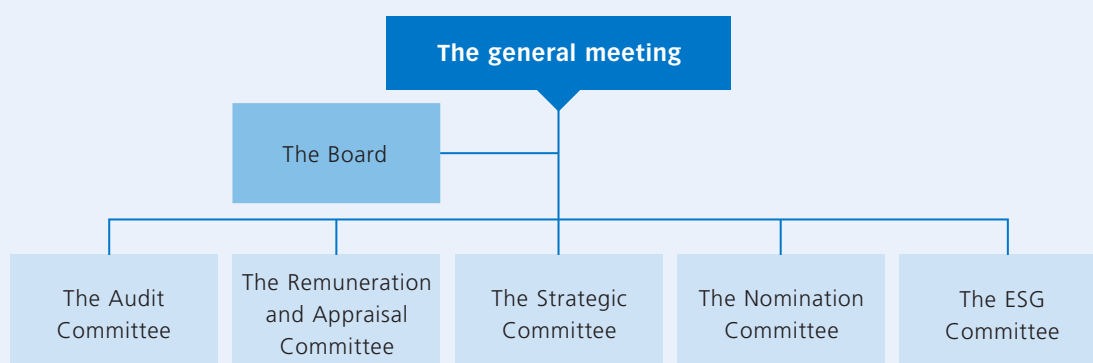 The general meeting
The Board
The Audit
Committee
The Remuneration
and Appraisal
Committee
The Strategic
Committee
The Nomination
Committee
The ESG
Committee